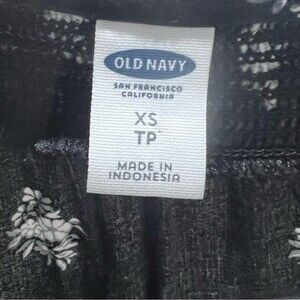 OLD NAVY
SAN FRANCISCO
CALIFORNIA
XS
TP
MADE IN
INDONESIA